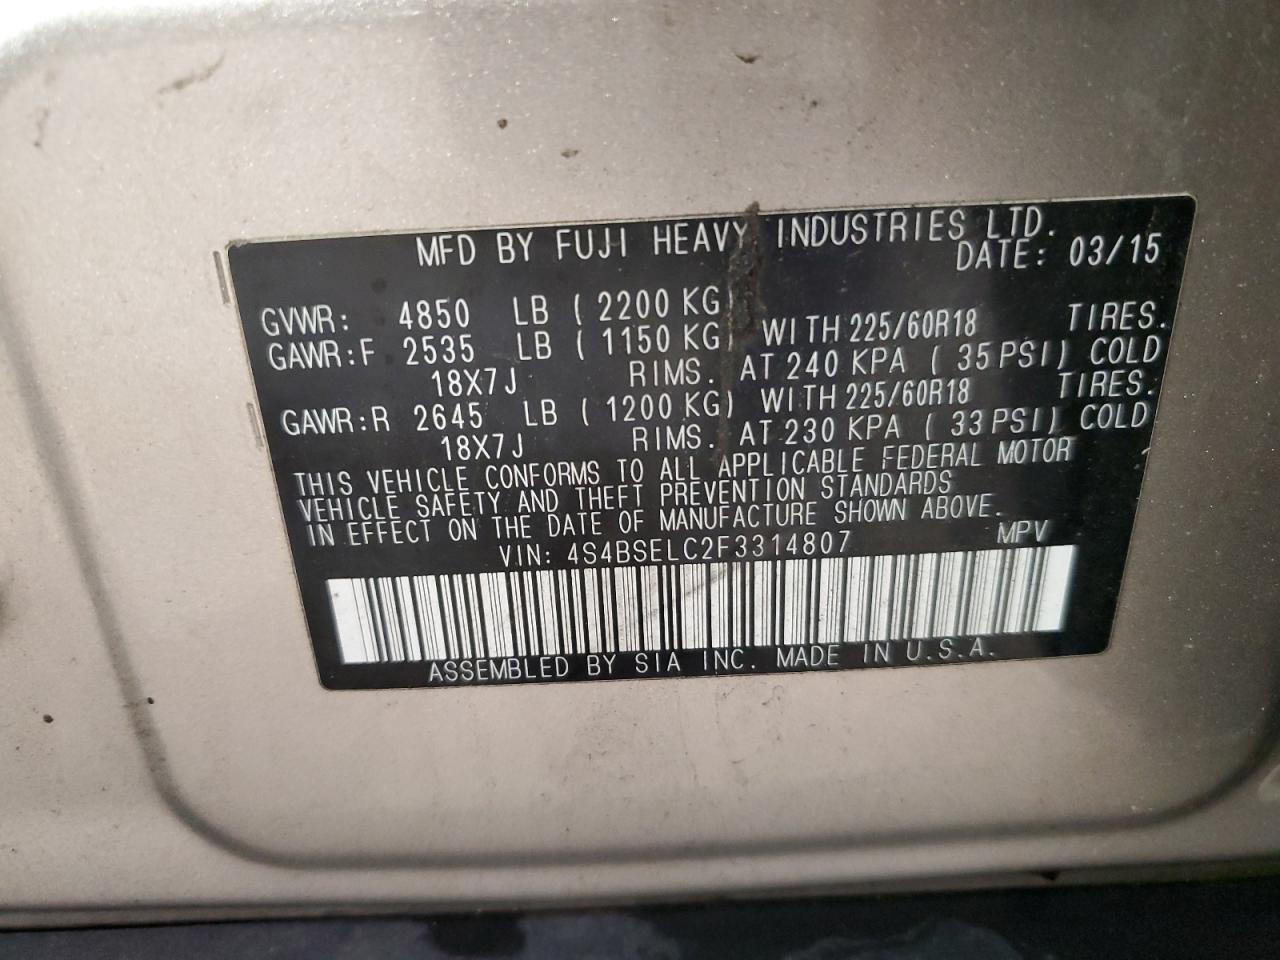 MFD BY FUJI HEAVY INDUSTRIES LTD.
DATE: 03/15
GVWR: 4850 LB ( 2200 KG)
GAWR:F 2535 LB ( 1150 KG) WITH 225/60R18 TIRES.
18X7J RIMS. AT 240 KPA ( 35 PSI) COLD
GAWR:R 2645 LB ( 1200 KG) WITH 225/60R18 TIRES.
18X7J RIMS. AT 230 KPA ( 33 PSI) COLD
THIS VEHICLE CONFORMS TO ALL APPLICABLE FEDERAL MOTOR
VEHICLE SAFETY AND THEFT PREVENTION STANDARDS
IN EFFECT ON THE DATE OF MANUFACTURE SHOWN ABOVE.
VIN: 4S4BSELC2F3314807 MPV
ASSEMBLED BY SIA INC. MADE IN U.S.A.